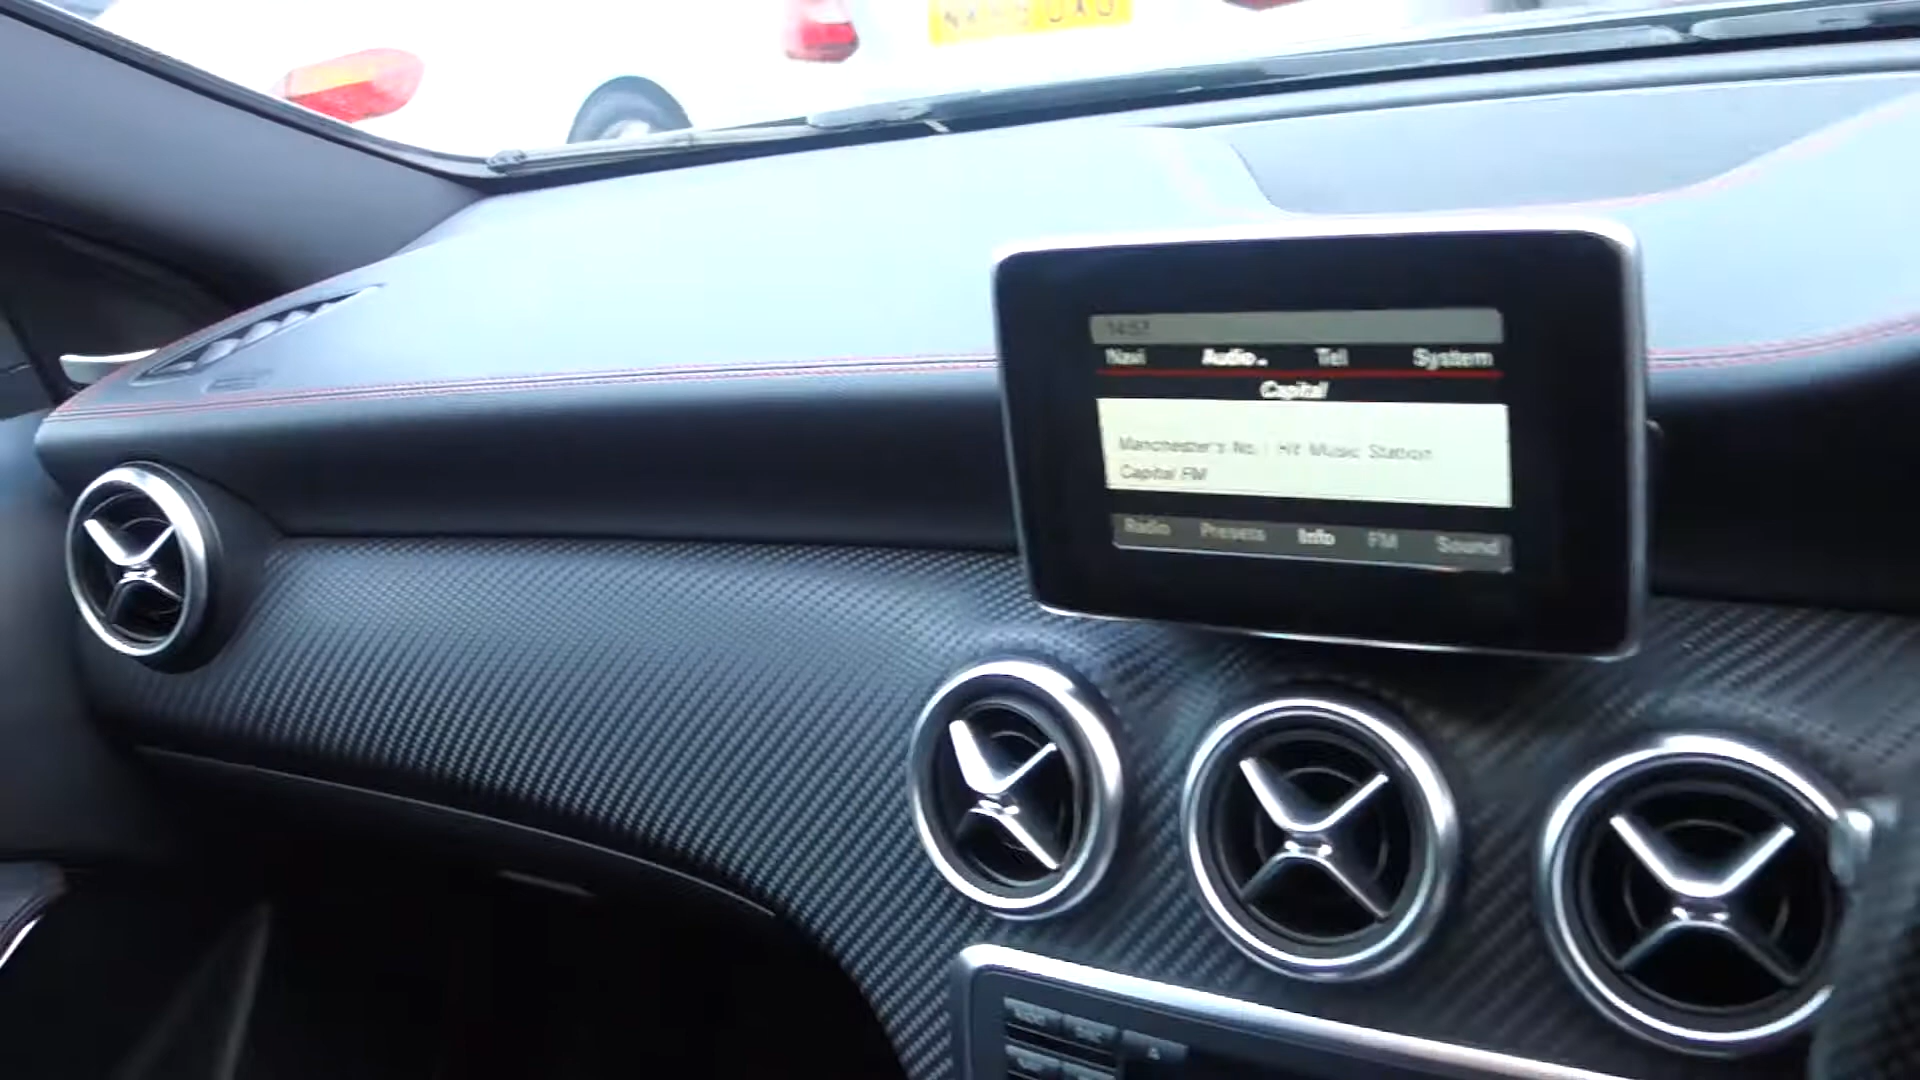 14:57
Navi Audio Tel System
Capital
Manchester's No.1 Hit Music Station
Capital FM
Radio Presets Info FM Sound